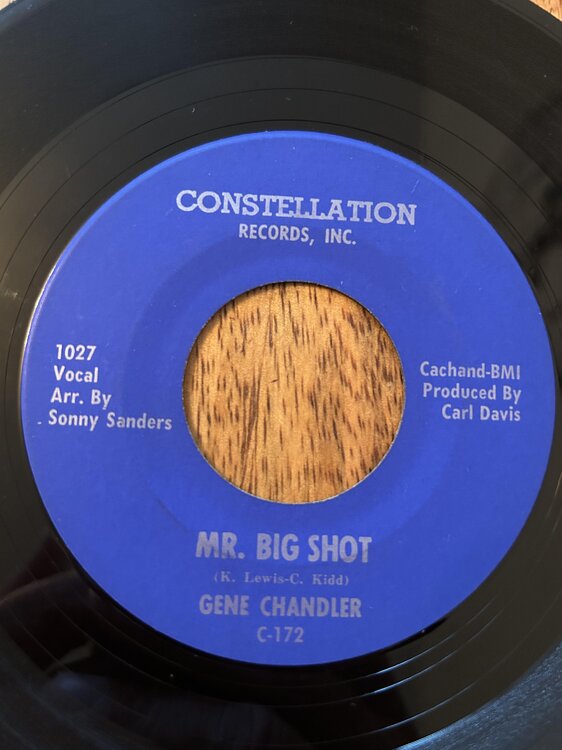 CONSTELLATION
RECORDS, INC.
1027
Vocal
Arr. By
Sonny Sanders
Cachand-BMI
Produced By
Carl Davis
MR. BIG SHOT
(K. Lewis-C. Kidd)
GENE CHANDLER
C-172